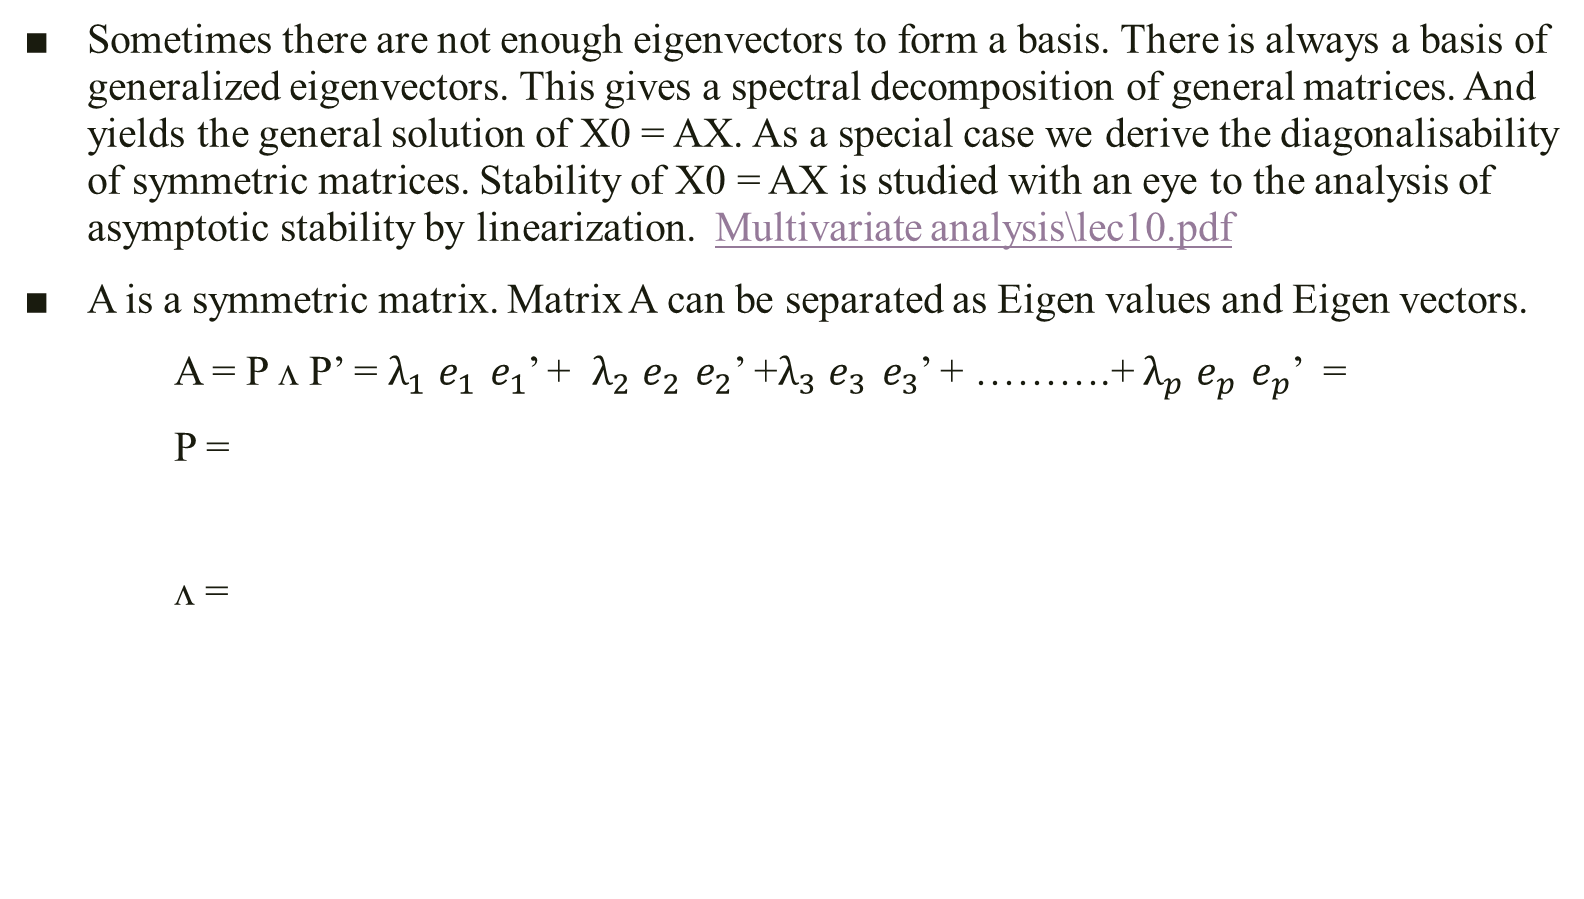 ▪ Sometimes there are not enough eigenvectors to form a basis. There is always a basis of
generalized eigenvectors. This gives a spectral decomposition of general matrices. And
yields the general solution of X0 = AX. As a special case we derive the diagonalisability
of symmetric matrices. Stability of X0 = AX is studied with an eye to the analysis of
asymptotic stability by linearization. Multivariate analysis\lec10.pdf
▪ A is a symmetric matrix. Matrix A can be separated as Eigen values and Eigen vectors.
A = P ʌ P’ = λ₁ e₁ e₁’ + λ₂ e₂ e₂’ +λ₃ e₃ e₃’ + ……….+ λₚ eₚ eₚ’ =
P =
ʌ =